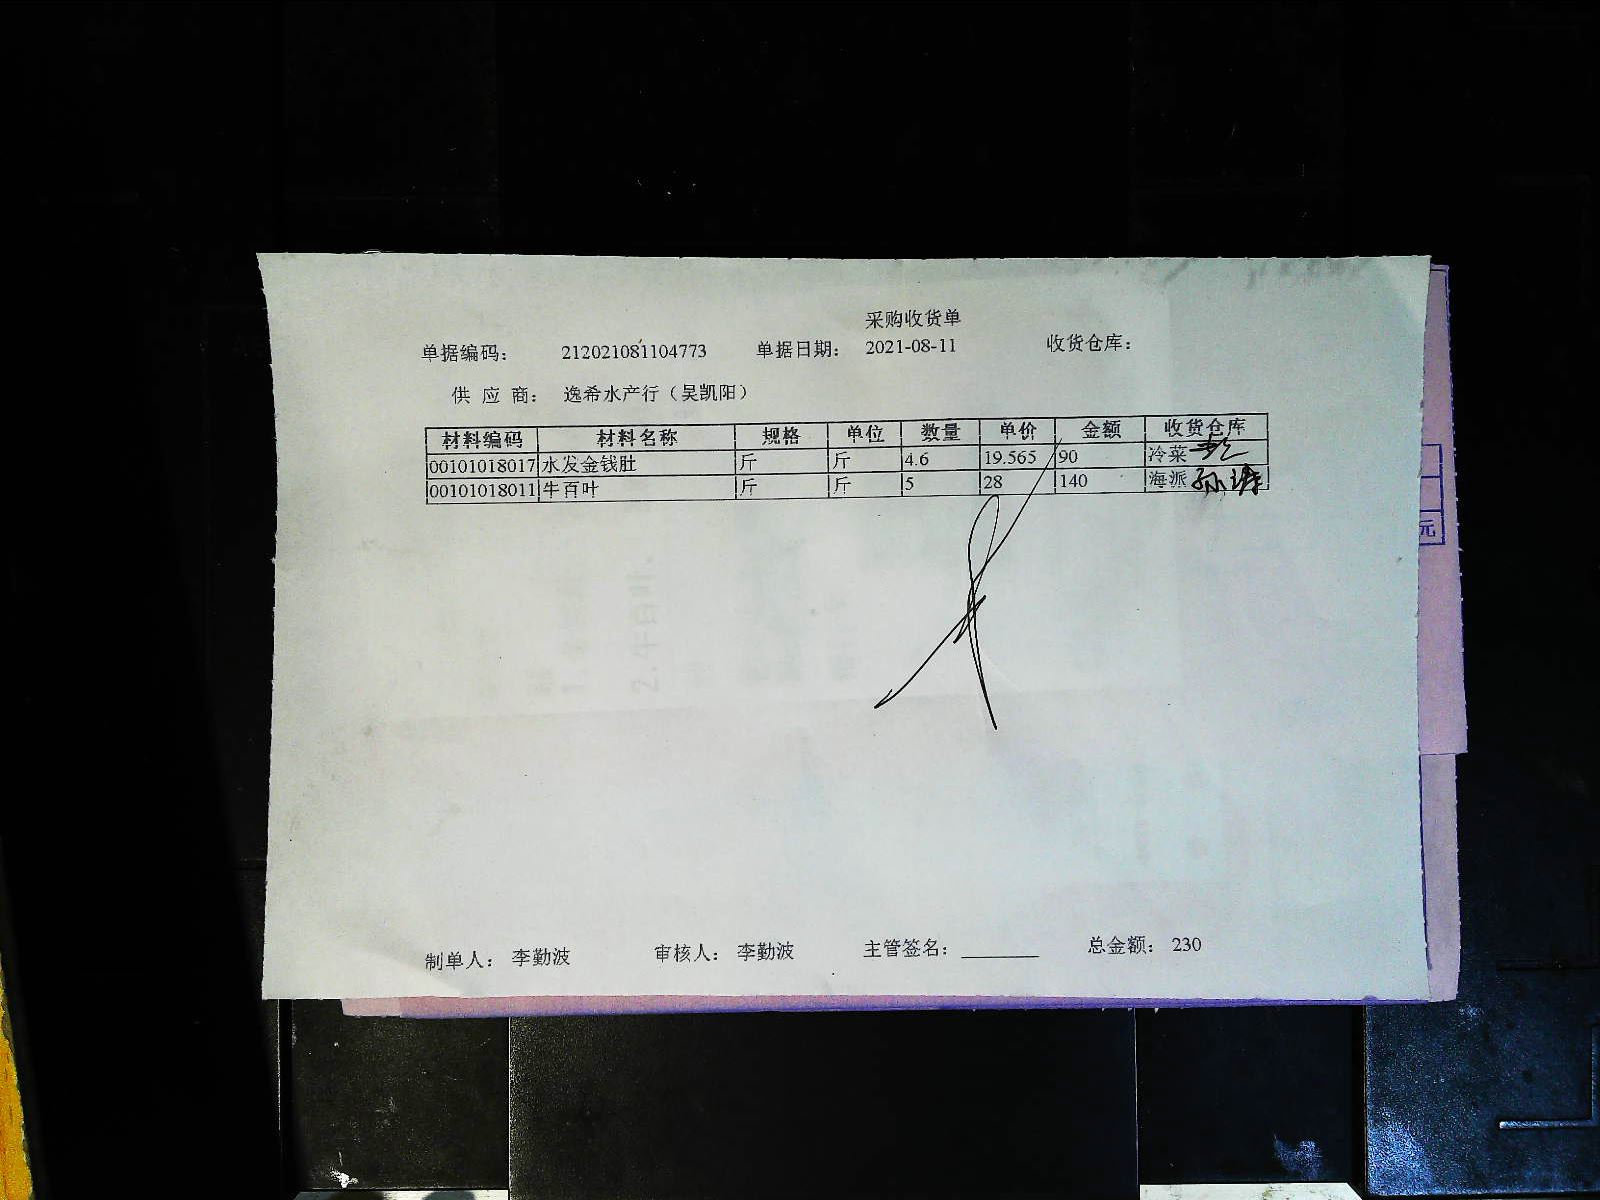 采购收货单
单据编码： 212021081104773 单据日期： 2021-08-11 收货仓库：
供 应 商： 逸希水产行（吴凯阳）
材料编码 材料名称 规格 单位 数量 单价 金额 收货仓库
00101018017 水发金钱肚 斤 斤 4.6 19.565 90 冷菜
00101018011 牛百叶 斤 斤 5 28 140 海派
元
制单人： 李勤波 审核人： 李勤波 主管签名： 总金额： 230